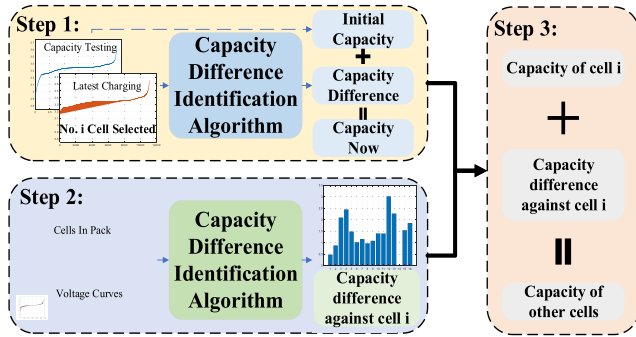 Step 1:
Capacity Testing
Latest Charging
No. i Cell Selected
Capacity
Difference
Identification
Algorithm
Initial
Capacity
+
Capacity
Difference
=
Capacity
Now
Step 2:
Cells In Pack
Voltage Curves
Capacity
Difference
Identification
Algorithm
Capacity
difference
against cell i
Step 3:
Capacity of cell i
+
Capacity
difference
against cell i
=
Capacity of
other cells